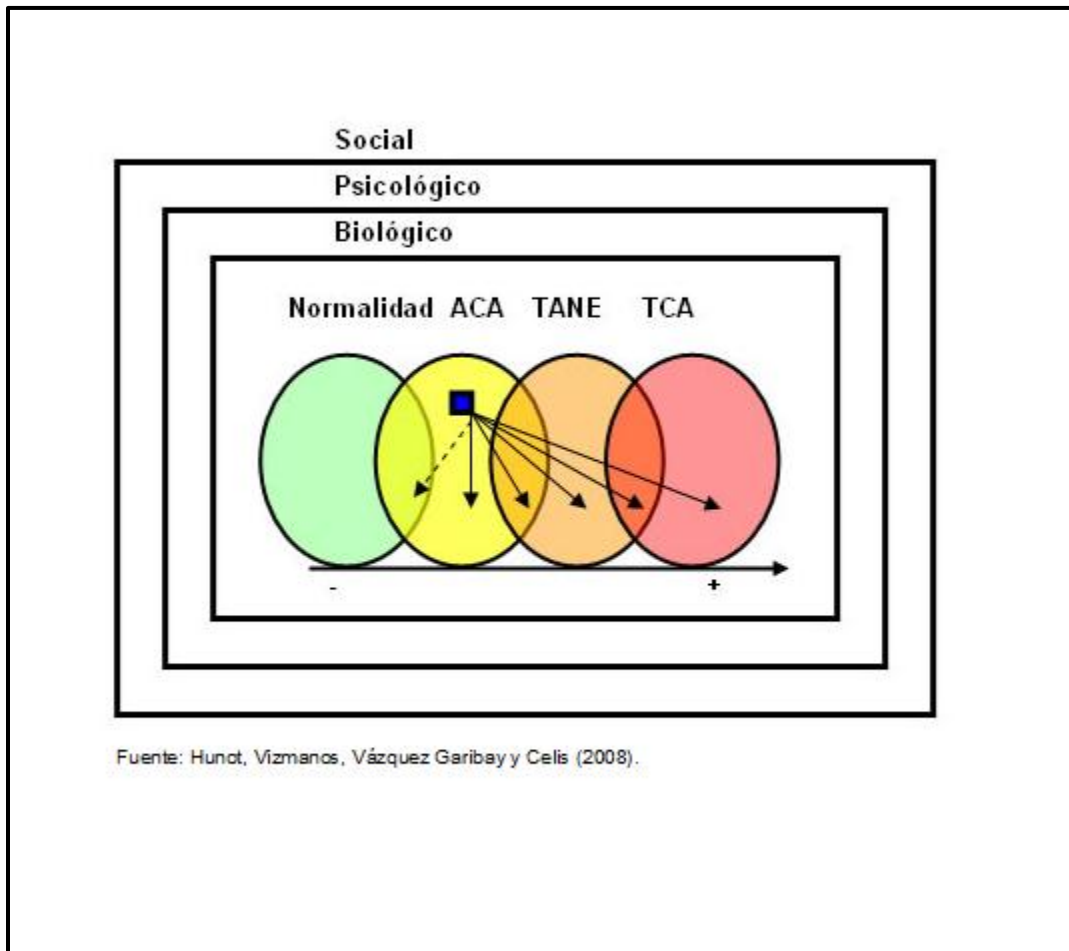 Social
Psicológico
Biológico
Normalidad ACA TANE TCA
- +
Fuente: Hunot, Vizmanos, Vázquez Garibay y Celis (2008).